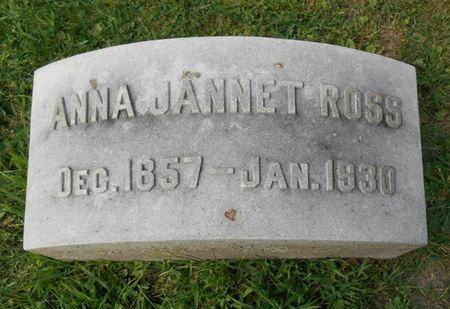 ANNA JANNET ROSS
DEC. 1857 – JAN. 1930